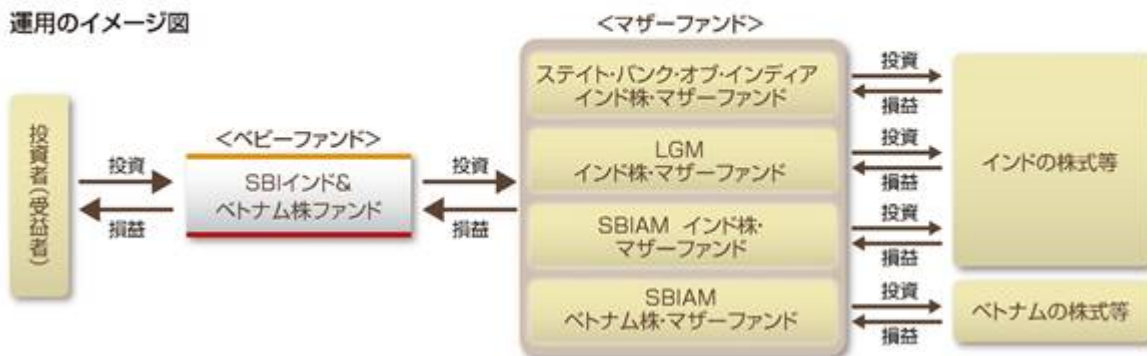 運用のイメージ図
投資者(受益者)
投資
損益
<ベビーファンド>
SBIインド&
ベトナム株ファンド
投資
損益
<マザーファンド>
ステイト・バンク・オブ・インディア
インド株・マザーファンド
LGM
インド株・マザーファンド
SBIAM インド株・
マザーファンド
SBIAM
ベトナム株・マザーファンド
投資
損益
投資
損益
投資
損益
投資
損益
インドの株式等
ベトナムの株式等